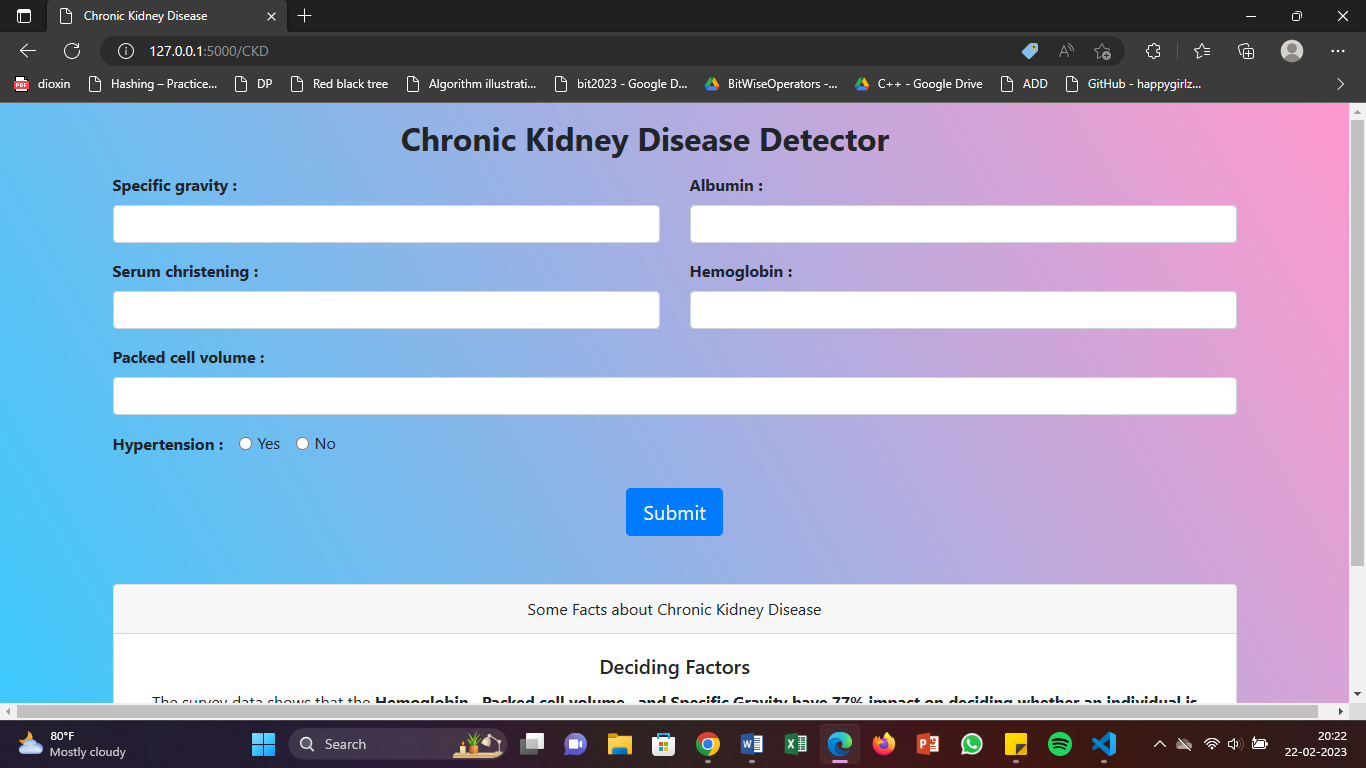 Chronic Kidney Disease
127.0.0.1:5000/CKD
dioxin Hashing – Practice... DP Red black tree Algorithm illustrati... bit2023 - Google D... BitWiseOperators -... C++ - Google Drive ADD GitHub - happygirlz...
Chronic Kidney Disease Detector
Specific gravity : Albumin :
Serum christening : Hemoglobin :
Packed cell volume :
Hypertension : Yes No
Submit
Some Facts about Chronic Kidney Disease
Deciding Factors
The survey data shows that the Hemoglobin , Packed cell volume , and Specific Gravity have 77% impact on deciding whether an individual is
80°F
Mostly cloudy
Search
20:22
22-02-2023